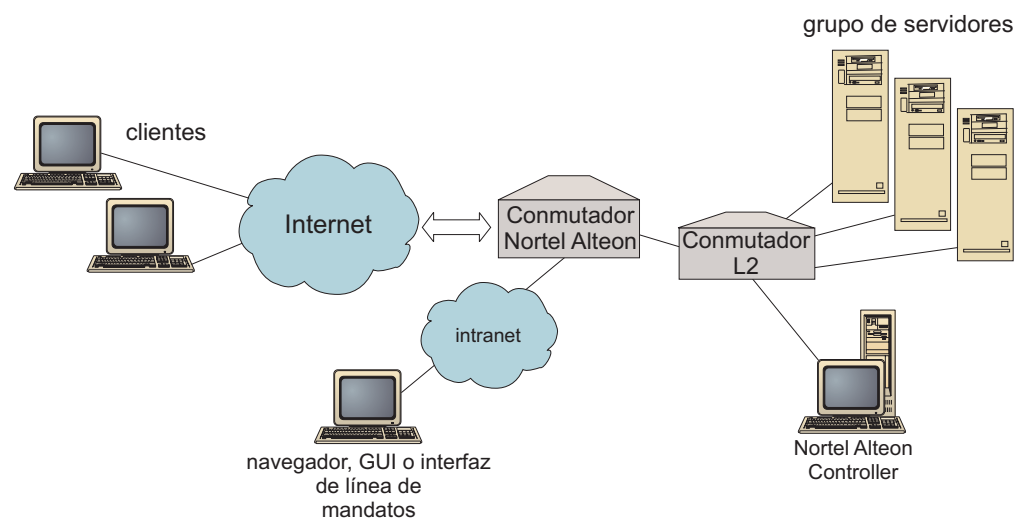 grupo de servidores
clientes
Internet
Conmutador
Nortel Alteon
Conmutador
L2
intranet
navegador, GUI o interfaz
de línea de
mandatos
Nortel Alteon
Controller